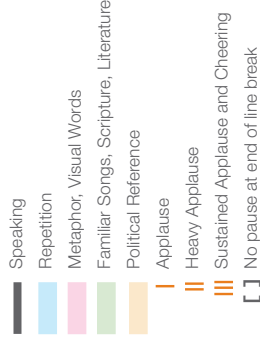 Speaking
Repetition
Metaphor, Visual Words
Familiar Songs, Scripture, Literature
Political Reference
Applause
Heavy Applause
Sustained Applause and Cheering
[ ] No pause at end of line break